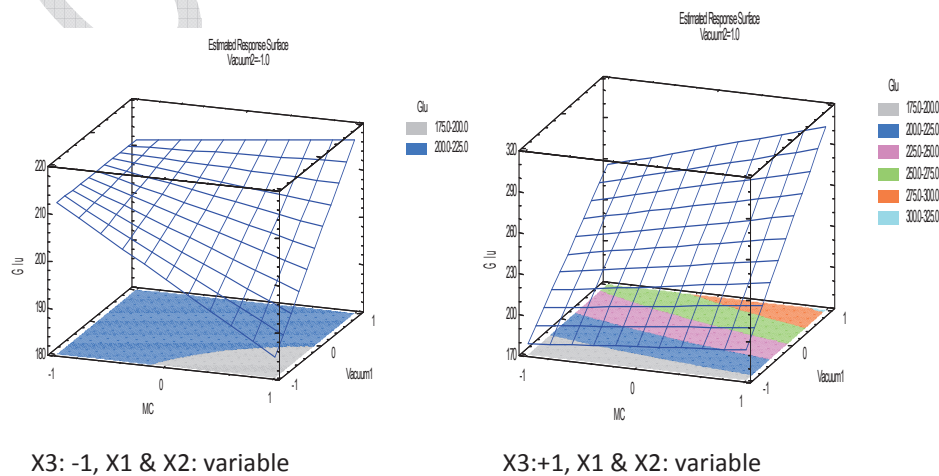 Estimated Response Surface
Vacuum2=-1.0
Glu
175.0-200.0
200.0-225.0
220
210
200
190
180
G l u
-1
0
1
MC
-1
0
1
Vacuum1
X3: -1, X1 & X2: variable
Estimated Response Surface
Vacuum2=1.0
Glu
175.0-200.0
200.0-225.0
225.0-250.0
250.0-275.0
275.0-300.0
300.0-325.0
320
290
260
230
200
170
G l u
-1
0
1
MC
-1
0
1
Vacuum1
X3:+1, X1 & X2: variable